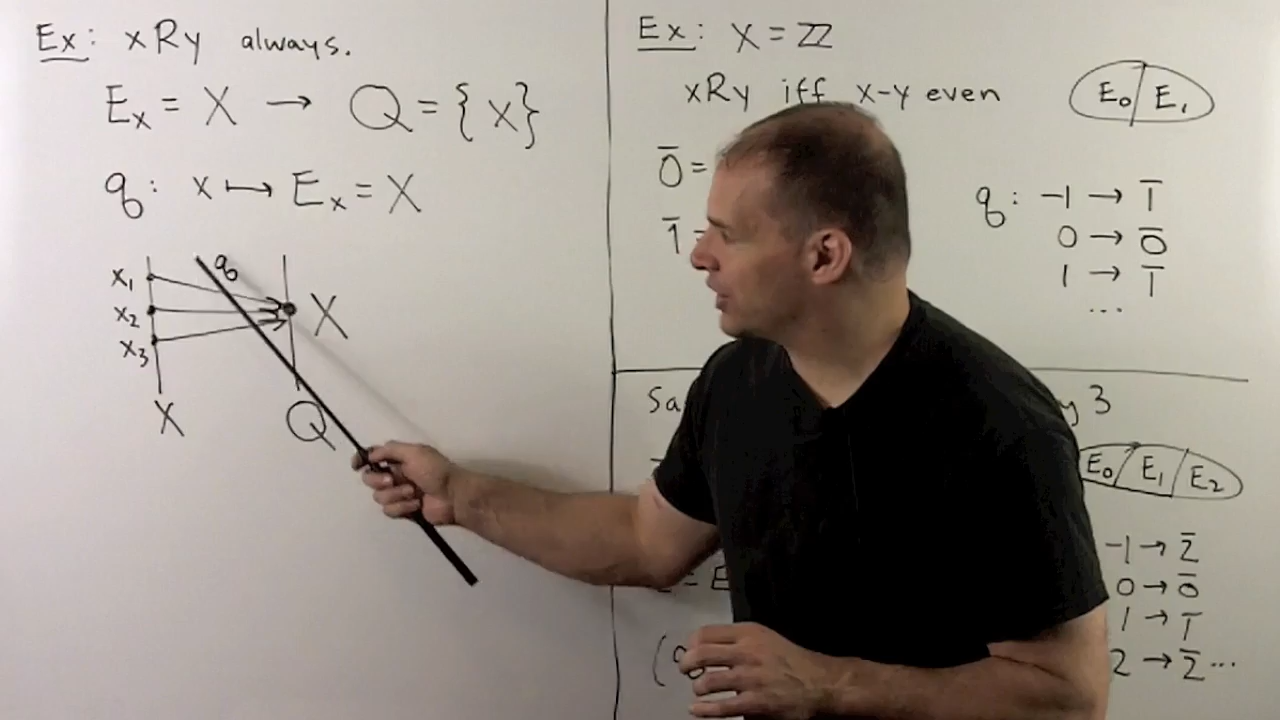 Ex: xRy always.
Eₓ = X → Q = {X}
q: x ↦ Eₓ = X
q
x₁
x₂
x₃
X
X
Q
Ex: X = ℤ
xRy iff x-y even
E₀ E₁
0̅ =
1̅ =
q: -1 → 1̅
0 → 0̅
1 → 1̅
...
Sa
y 3
E₀ E₁ E₂
= E
-1 → 2̅
0 → 0̅
1 → 1̅
2 → 2̅ ...
(